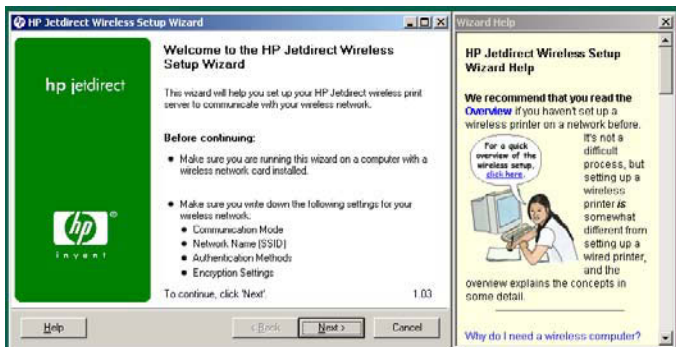 HP Jetdirect Wireless Setup Wizard
hp jetdirect
hp
invent
Welcome to the HP Jetdirect Wireless
Setup Wizard
This wizard will help you set up your HP Jetdirect wireless print
server to communicate with your wireless network.
Before continuing:
Make sure you are running this wizard on a computer with a
wireless network card installed.
Make sure you write down the following settings for your
wireless network:
Communication Mode
Network Name (SSID)
Authentication Methods
Encryption Settings
To continue, click 'Next'.
1.03
Help
< Back
Next >
Cancel
Wizard Help
HP Jetdirect Wireless Setup
Wizard Help
We recommend that you read the
Overview if you haven't set up a
wireless printer on a network before.
For a quick
overview of the
wireless setup,
click here.
It's not a
difficult
process, but
setting up a
wireless
printer is
somewhat
different from
setting up a
wired printer,
and the
overview explains the concepts in
some detail.
Why do I need a wireless computer?